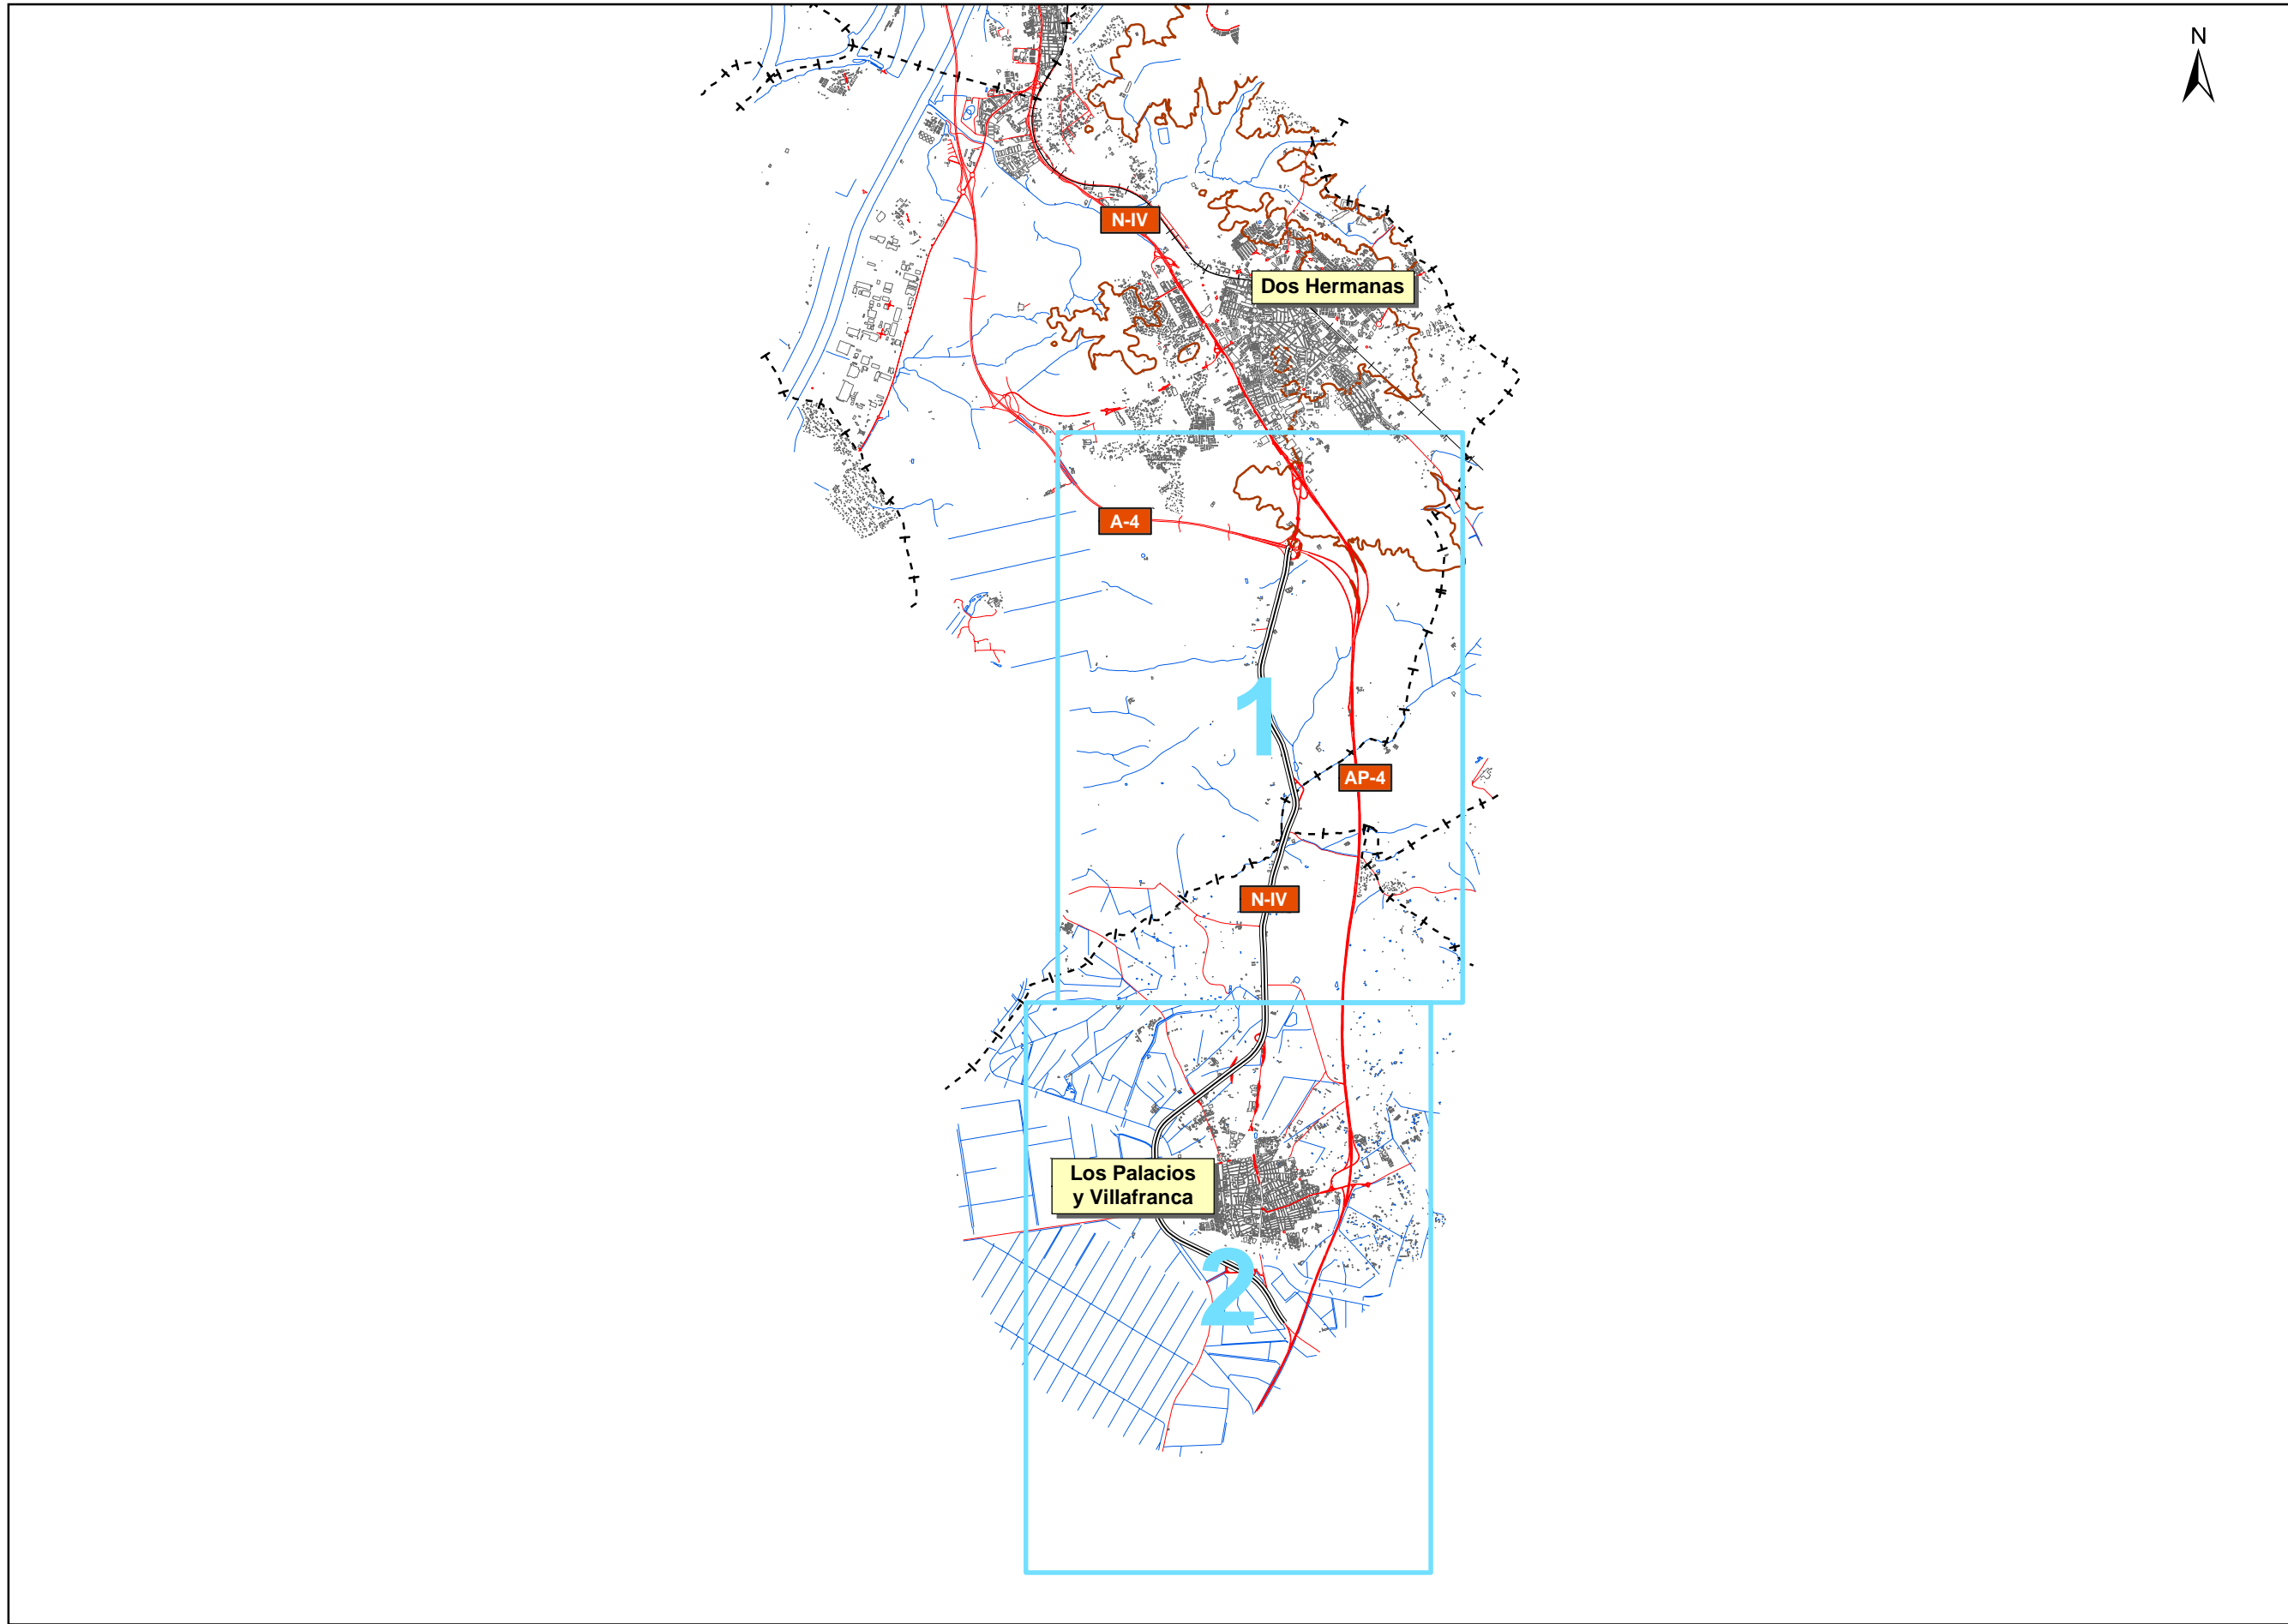 N
N-IV
Dos Hermanas
A-4
1
AP-4
N-IV
Los Palacios
y Villafranca
2